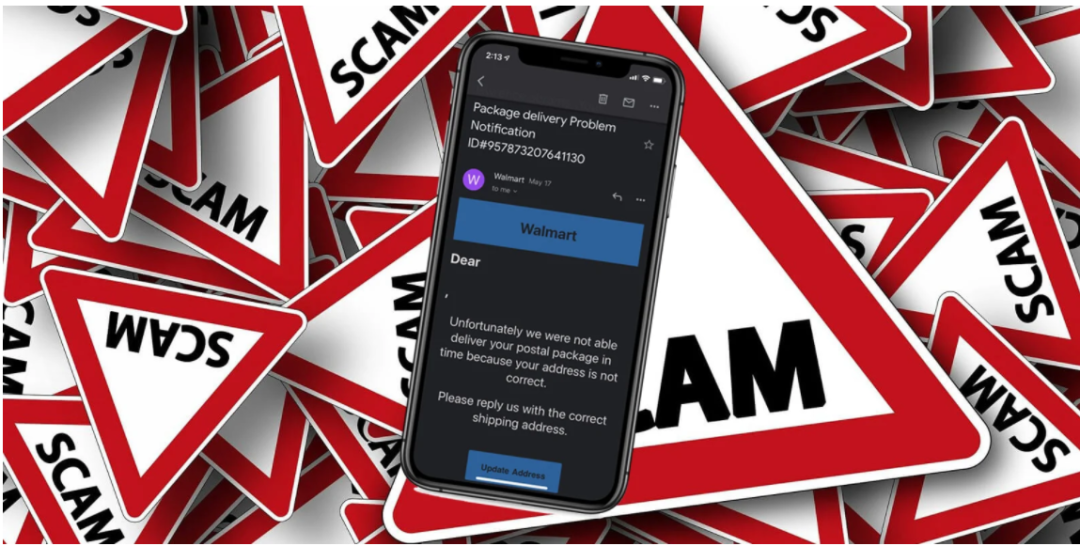 SCAM
2:13
Package delivery Problem
Notification
ID#957873207641130
W
Walmart May 17
to me
Walmart
Dear
,
Unfortunately we were not able
deliver your postal package in
time because your address is not
correct.
Please reply us with the correct
shipping address.
Update Address
SCAM
SCAM
SCAM
AM
SCAM
SCAM